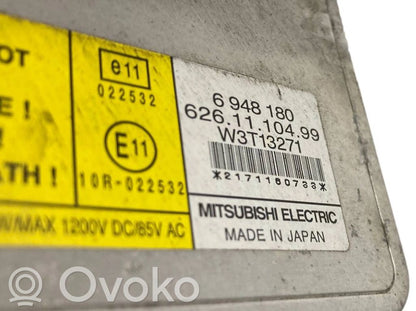 OT
E !
!
ATH !
e11
022532
E11
10R-022532
W/MAX 1200V DC/85V AC
6 948 180
626.11.104.99
W3T13271
*2171160733*
MITSUBISHI ELECTRIC
MADE IN JAPAN
Ovoko